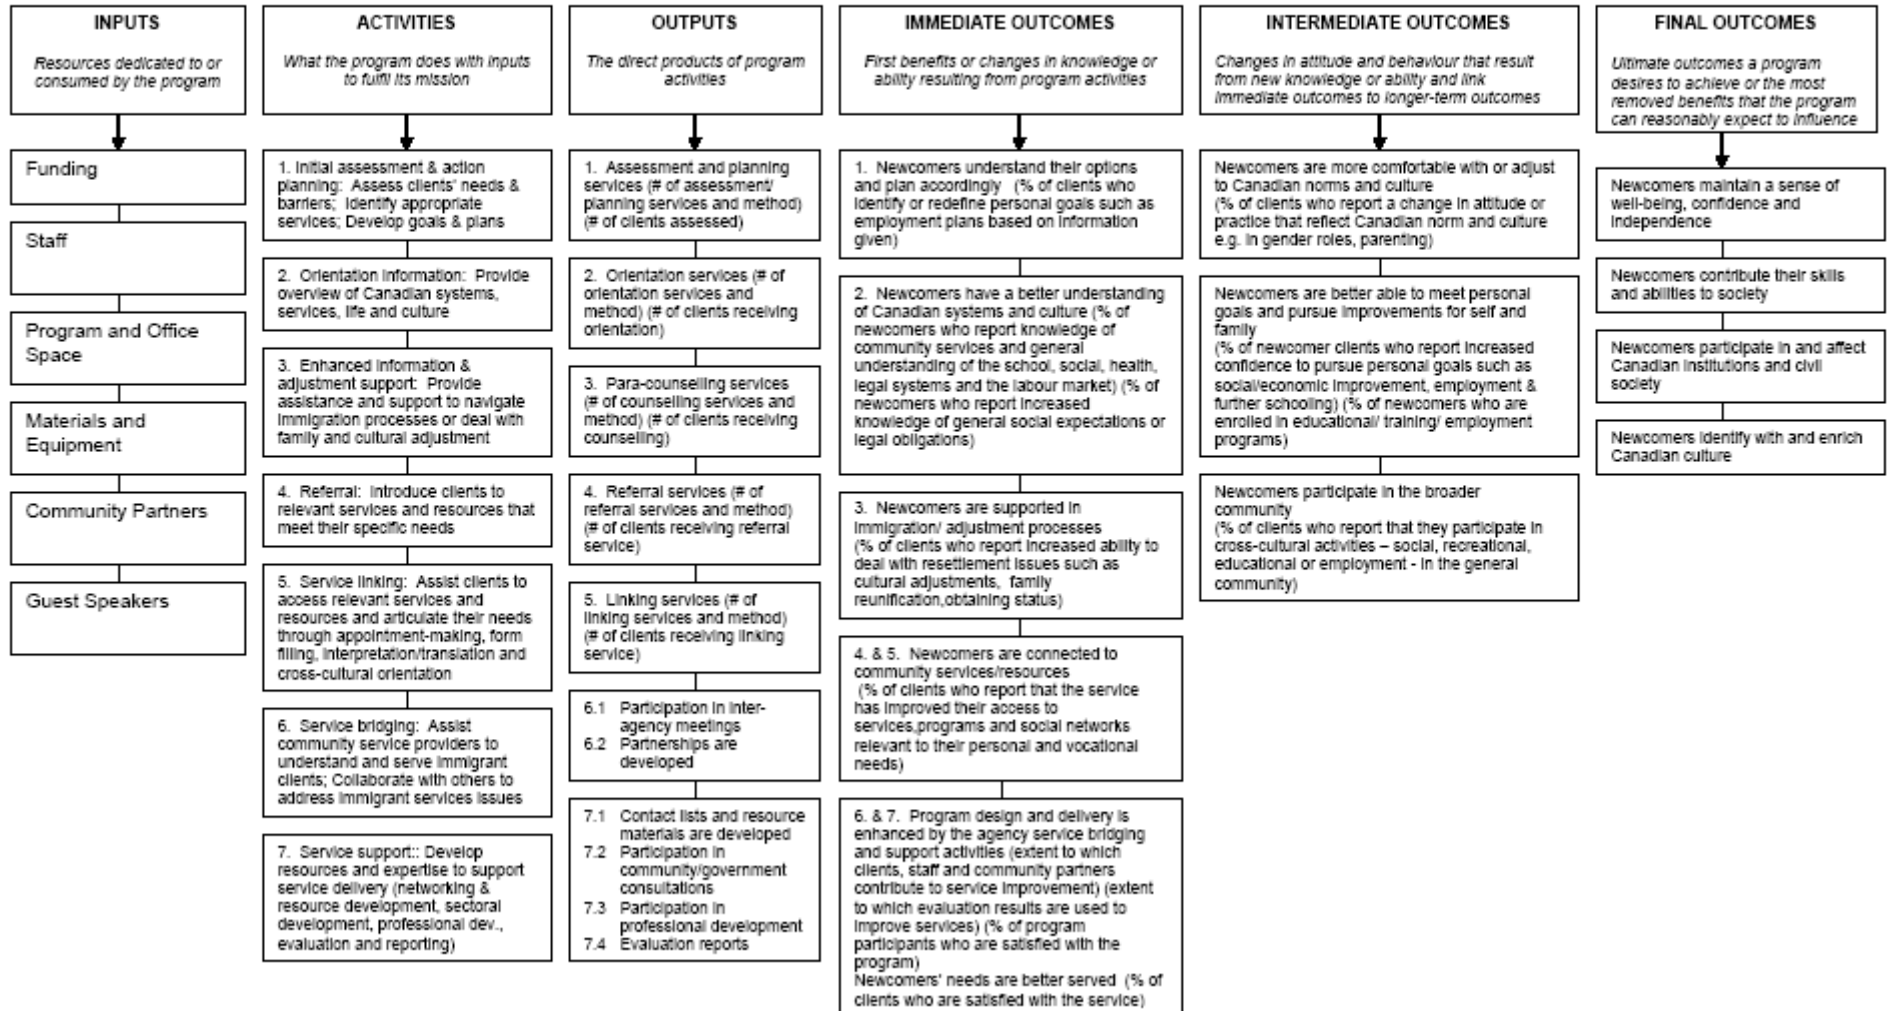 INPUTS
Resources dedicated to or
consumed by the program
Funding
Staff
Program and Office
Space
Materials and
Equipment
Community Partners
Guest Speakers
ACTIVITIES
What the program does with inputs
to fulfil its mission
1. Initial assessment & action
planning: Assess clients' needs &
barriers; Identify appropriate
services; Develop goals & plans
2. Orientation Information: Provide
overview of Canadian systems,
services, life and culture
3. Enhanced Information &
adjustment support: Provide
assistance and support to navigate
immigration processes or deal with
family and cultural adjustment
4. Referral: Introduce clients to
relevant services and resources that
meet their specific needs
5. Service linking: Assist clients to
access relevant services and
resources and articulate their needs
through appointment-making, form
filling, interpretation/translation and
cross-cultural orientation
6. Service bridging: Assist
community service providers to
understand and serve immigrant
clients; Collaborate with others to
address immigrant services issues
7. Service support:: Develop
resources and expertise to support
service delivery (networking &
resource development, sectoral
development, professional dev.,
evaluation and reporting)
OUTPUTS
The direct products of program
activities
1. Assessment and planning
services (# of assessment/
planning services and method)
(# of clients assessed)
2. Orientation services (# of
orientation services and
method) (# of clients receiving
orientation)
3. Para-counselling services
(# of counselling services and
method) (# of clients receiving
counselling)
4. Referral services (# of
referral services and method)
(# of clients receiving referral
service)
5. Linking services (# of
linking services and method)
(# of clients receiving linking
service)
6.1 Participation in inter-
agency meetings
6.2 Partnerships are
developed
7.1 Contact lists and resource
materials are developed
7.2 Participation in
community/government
consultations
7.3 Participation in
professional development
7.4 Evaluation reports
IMMEDIATE OUTCOMES
First benefits or changes in knowledge or
ability resulting from program activities
1. Newcomers understand their options
and plan accordingly (% of clients who
identify or redefine personal goals such as
employment plans based on information
given)
2. Newcomers have a better understanding
of Canadian systems and culture (% of
newcomers who report knowledge of
community services and general
understanding of the school, social, health,
legal systems and the labour market) (% of
newcomers who report increased
knowledge of general social expectations or
legal obligations)
3. Newcomers are supported in
immigration/ adjustment processes
(% of clients who report increased ability to
deal with resettlement issues such as
cultural adjustments, family
reunification,obtaining status)
4. & 5. Newcomers are connected to
community services/resources
(% of clients who report that the service
has improved their access to
services,programs and social networks
relevant to their personal and vocational
needs)
6. & 7. Program design and delivery is
enhanced by the agency service bridging
and support activities (extent to which
clients, staff and community partners
contribute to service improvement) (extent
to which evaluation results are used to
improve services) (% of program
participants who are satisfied with the
program)
Newcomers' needs are better served (% of
clients who are satisfied with the service)
INTERMEDIATE OUTCOMES
Changes in attitude and behaviour that result
from new knowledge or ability and link
immediate outcomes to longer-term outcomes
Newcomers are more comfortable with or adjust
to Canadian norms and culture
(% of clients who report a change in attitude or
practice that reflect Canadian norm and culture
e.g. in gender roles, parenting)
Newcomers are better able to meet personal
goals and pursue improvements for self and
family
(% of newcomer clients who report increased
confidence to pursue personal goals such as
social/economic improvement, employment &
further schooling) (% of newcomers who are
enrolled in educational/ training/ employment
programs)
Newcomers participate in the broader
community
(% of clients who report that they participate in
cross-cultural activities – social, recreational,
educational or employment - in the general
community)
FINAL OUTCOMES
Ultimate outcomes a program
desires to achieve or the most
removed benefits that the program
can reasonably expect to influence
Newcomers maintain a sense of
well-being, confidence and
independence
Newcomers contribute their skills
and abilities to society
Newcomers participate in and affect
Canadian institutions and civil
society
Newcomers identify with and enrich
Canadian culture